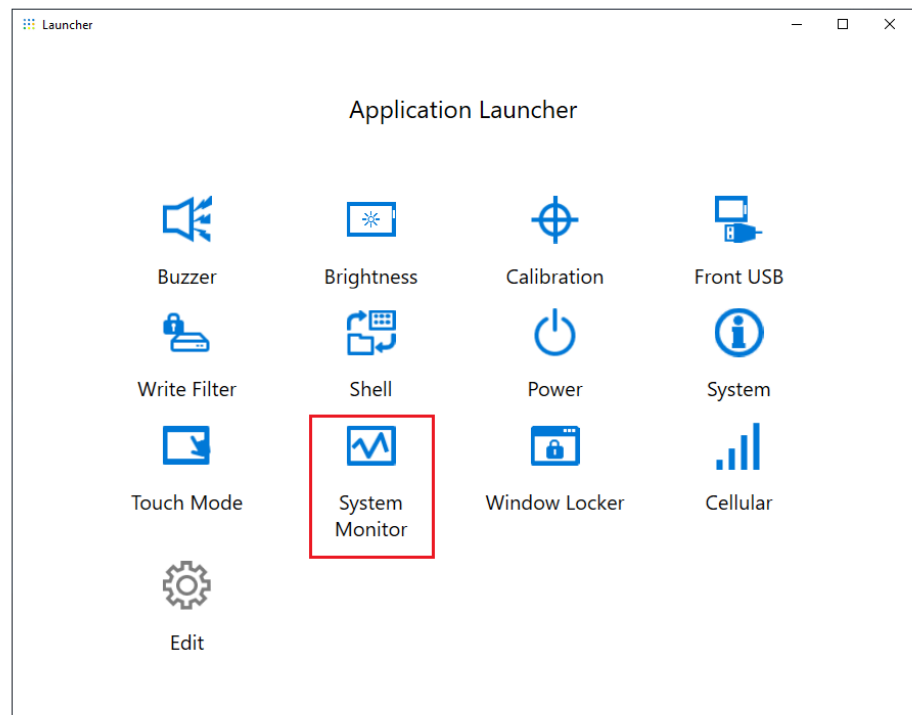 Launcher
Application Launcher
Buzzer
Brightness
Calibration
Front USB
Write Filter
Shell
Power
System
Touch Mode
System
Monitor
Window Locker
Cellular
Edit